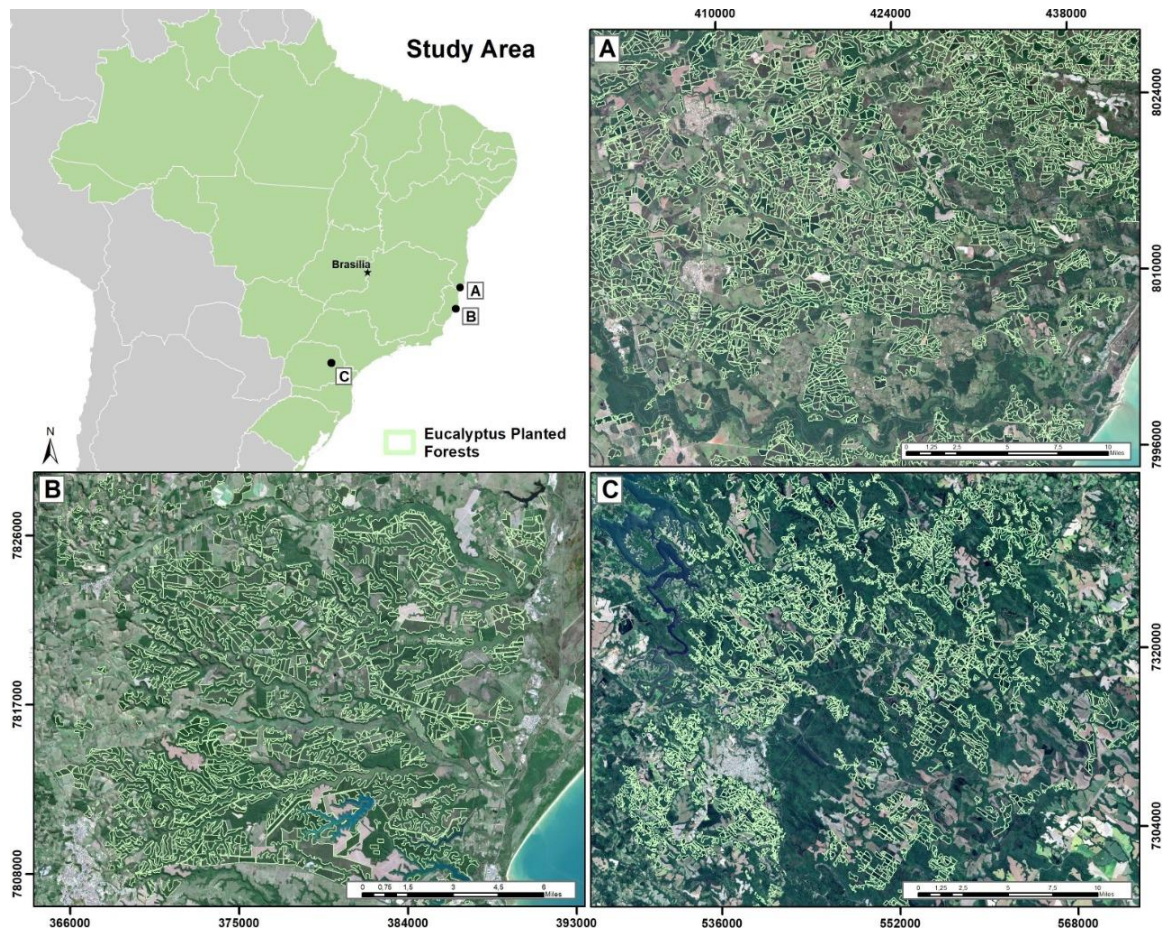 410000 424000 438000
Study Area
A
8024000
8010000
7996000
Brasília
A
B
C
N
Eucalyptus Planted
Forests
0 1,25 2,5 5 7,5 10
Miles
B
7826000
7817000
7808000
0 0,75 1,5 3 4,5 6
Miles
366000 375000 384000 393000
C
7320000
7304000
0 1,25 2,5 5 7,5 10
Miles
536000 552000 568000